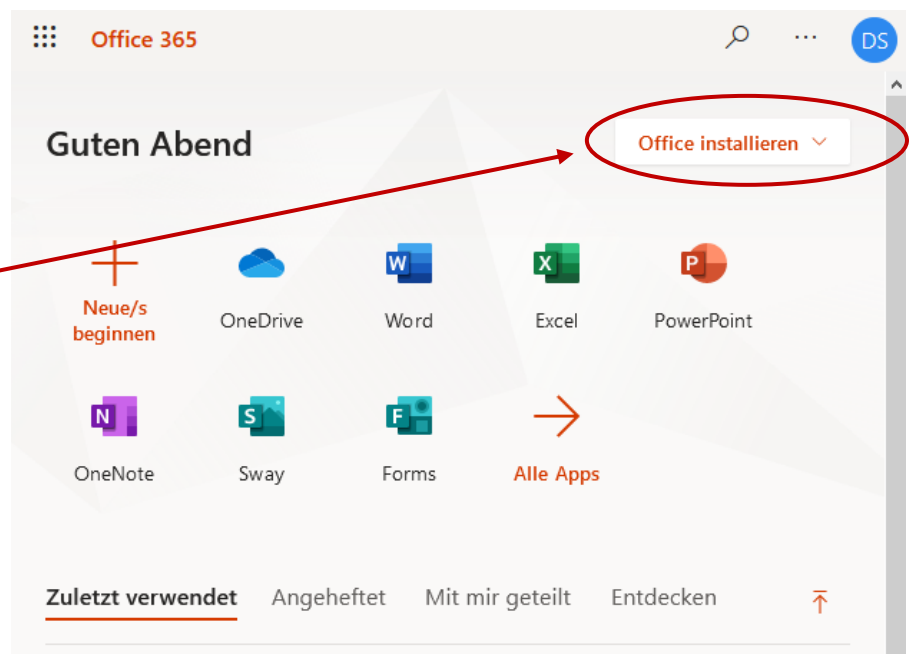 Office 365
...
DS
Guten Abend
Office installieren
Neue/s
beginnen
OneDrive
W
Word
X
Excel
P
PowerPoint
N
OneNote
S
Sway
F
Forms
Alle Apps
Zuletzt verwendet Angeheftet Mit mir geteilt Entdecken